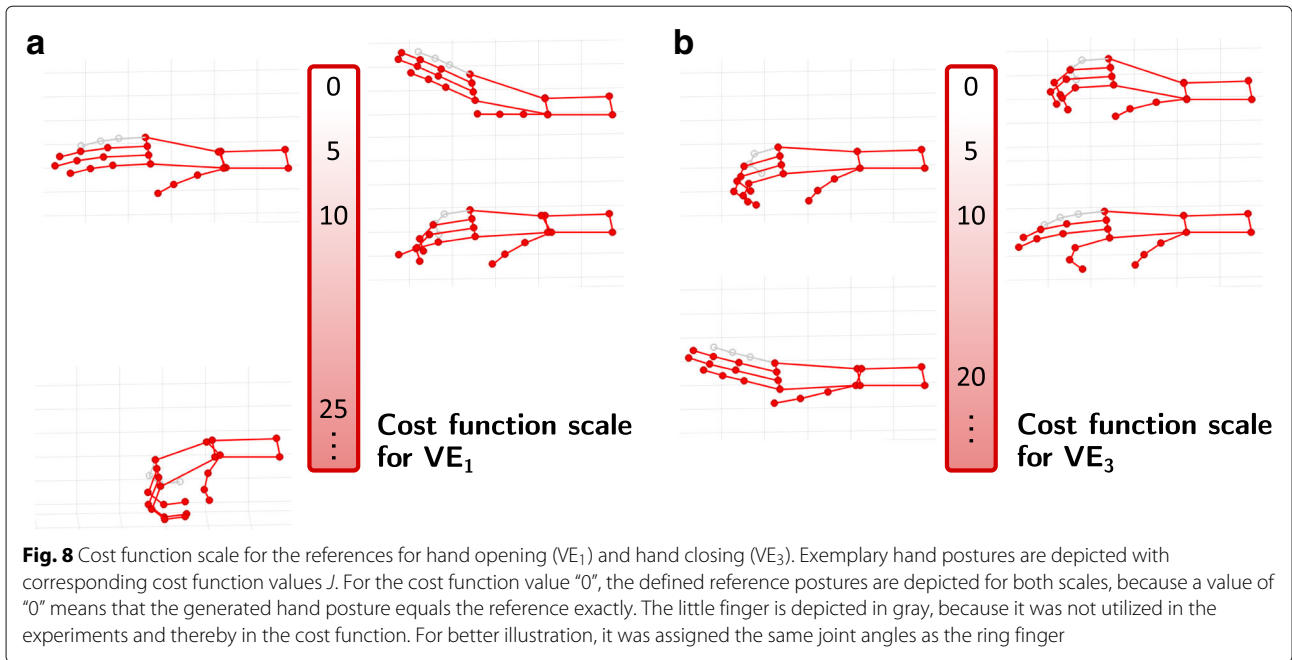 a
0
5
10
25
⋮
Cost function scale
for VE₁
b
0
5
10
20
⋮
Cost function scale
for VE₃
Fig. 8 Cost function scale for the references for hand opening (VE₁) and hand closing (VE₃). Exemplary hand postures are depicted with
corresponding cost function values J. For the cost function value “0”, the defined reference postures are depicted for both scales, because a value of
“0” means that the generated hand posture equals the reference exactly. The little finger is depicted in gray, because it was not utilized in the
experiments and thereby in the cost function. For better illustration, it was assigned the same joint angles as the ring finger